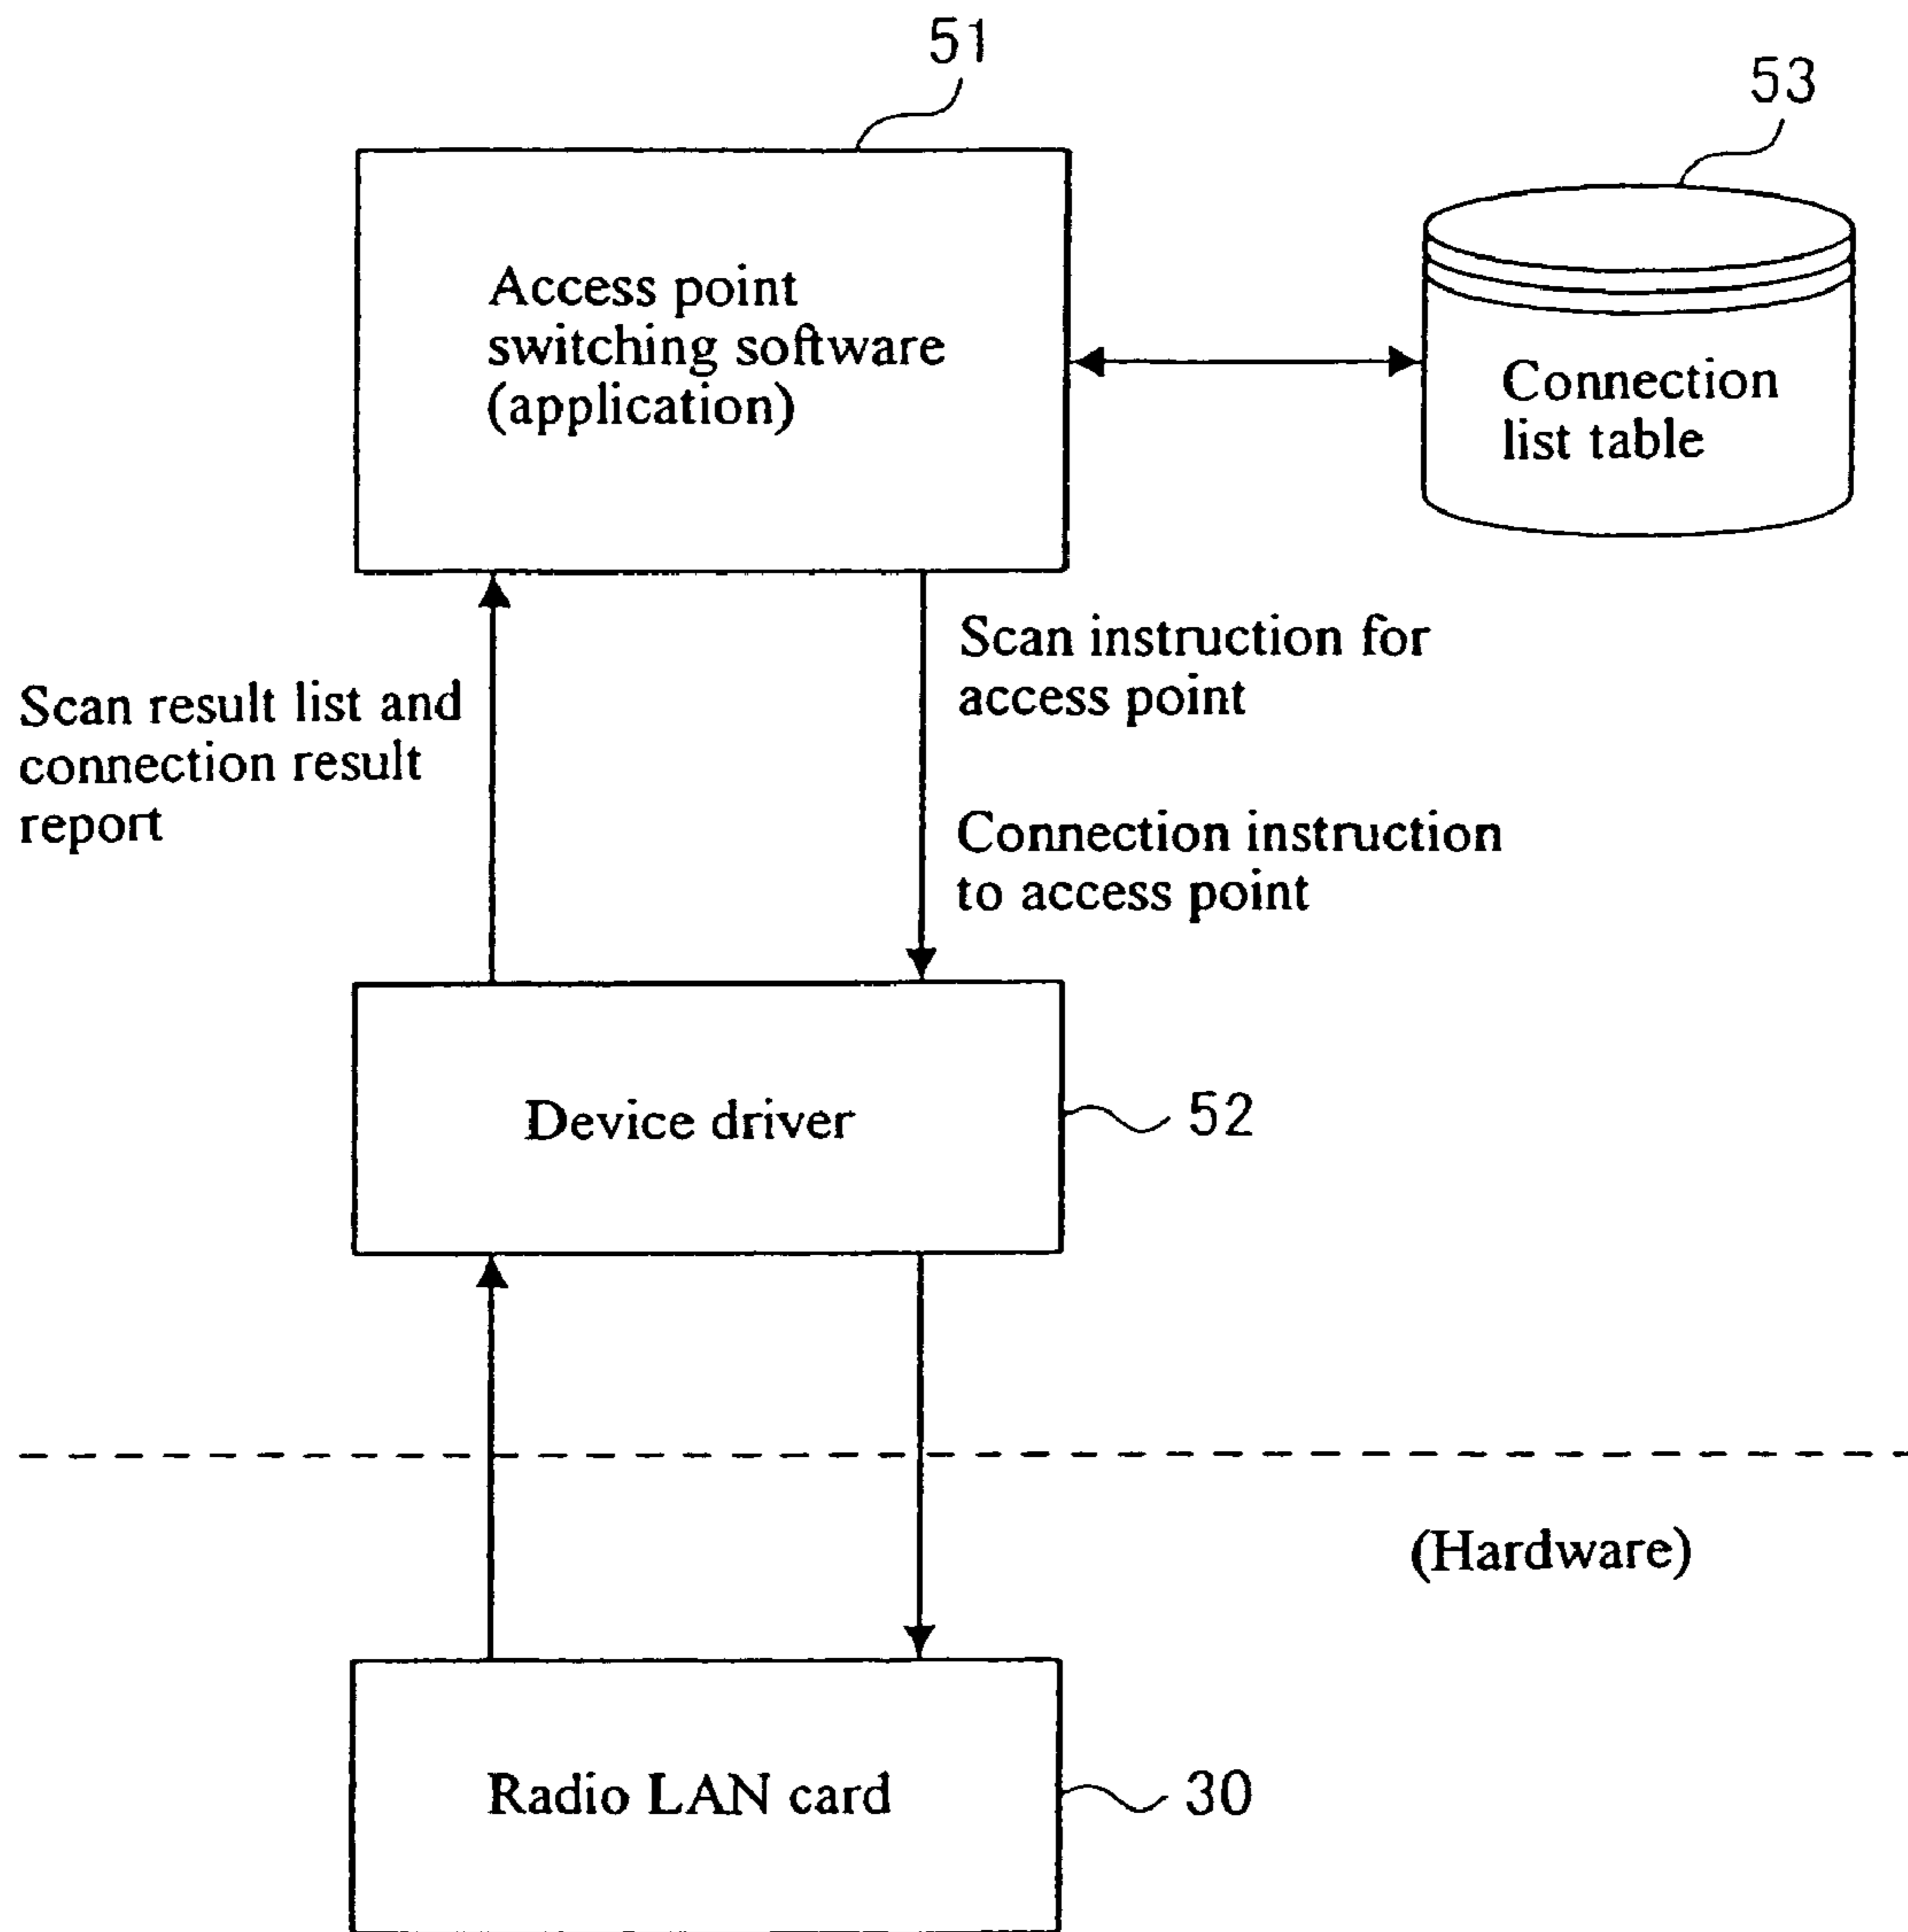 51
53
Access point
switching software
(application)
Connection
list table
Scan instruction for
access point
Scan result list and
connection result
report
Connection instruction
to access point
Device driver
52
(Hardware)
Radio LAN card
30